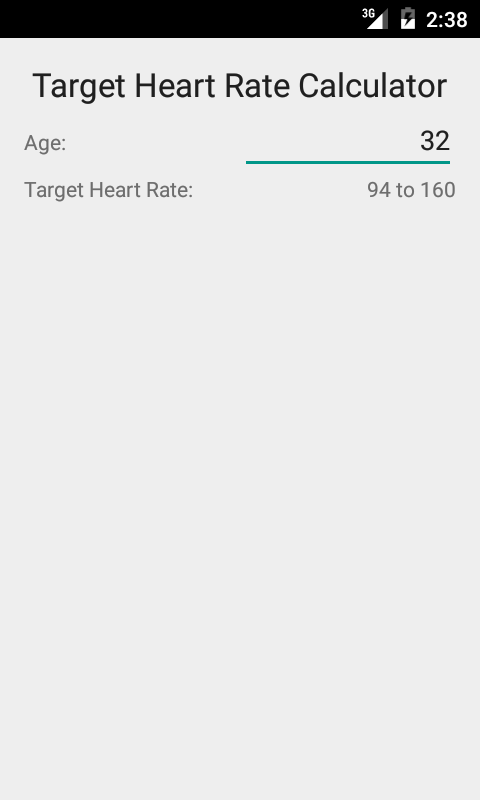 3G 2:38
Target Heart Rate Calculator
Age: 32
Target Heart Rate: 94 to 160